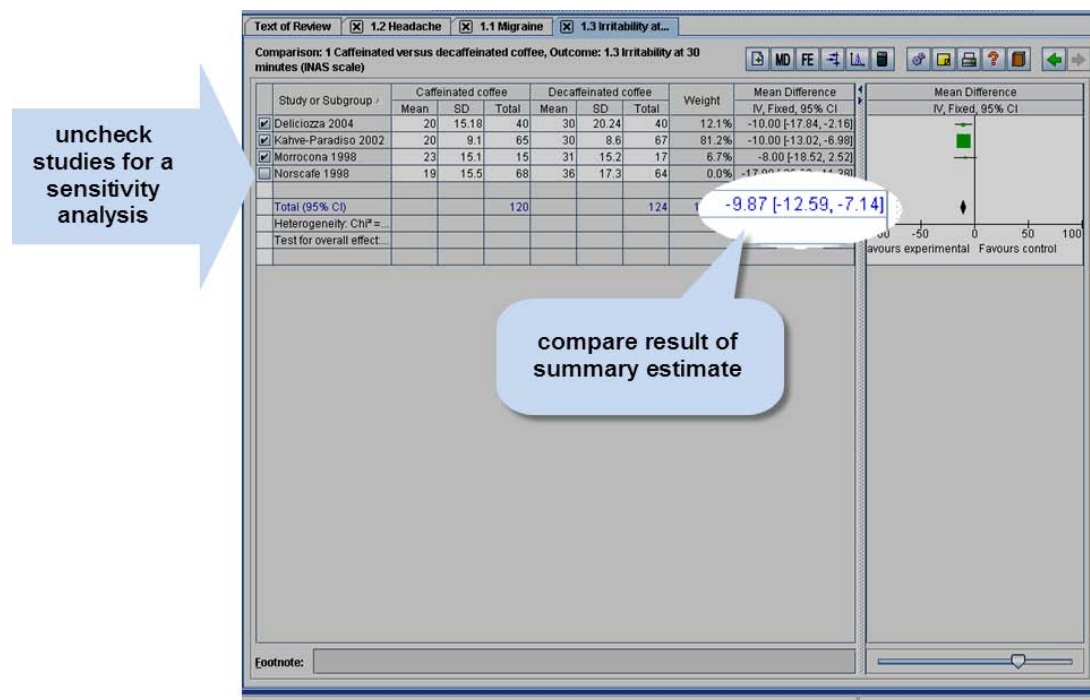 Text of Review 1.2 Headache 1.1 Migraine 1.3 Irritability at...
Comparison: 1 Caffeinated versus decaffeinated coffee, Outcome: 1.3 Irritability at 30
minutes (INAS scale)
MD FE
Study or Subgroup Caffeinated coffee Decaffeinated coffee Weight Mean Difference Mean Difference
Mean SD Total Mean SD Total IV, Fixed, 95% CI IV, Fixed, 95% CI
Deliciozza 2004 20 15.18 40 30 20.24 40 12.1% -10.00 [-17.84, -2.16]
Kahve-Paradiso 2002 20 9.1 65 30 8.6 67 81.2% -10.00 [-13.02, -6.98]
Morrocona 1998 23 15.1 15 31 15.2 17 6.7% -8.00 [-18.52, 2.52]
Norscafe 1998 19 15.5 68 36 17.3 64 0.0%
Total (95% CI) 120 124 -9.87 [-12.59, -7.14]
Heterogeneity: Chi² =...
Test for overall effect...
-50 0 50 100
avours experimental Favours control
uncheck
studies for a
sensitivity
analysis
compare result of
summary estimate
Footnote: